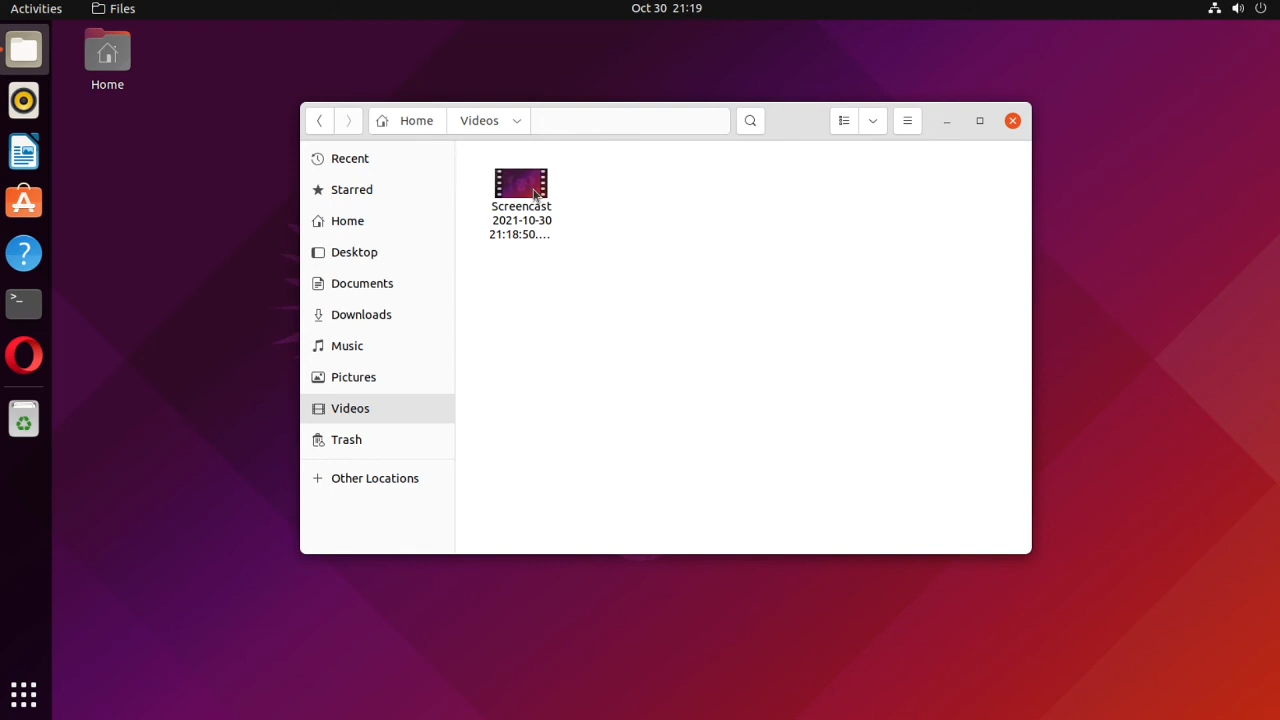 Activities
Files
Oct 30 21:19
Home
Home
Videos
Recent
Starred
Home
Desktop
Documents
Downloads
Music
Pictures
Videos
Trash
Other Locations
Screencast
2021-10-30
21:18:50....